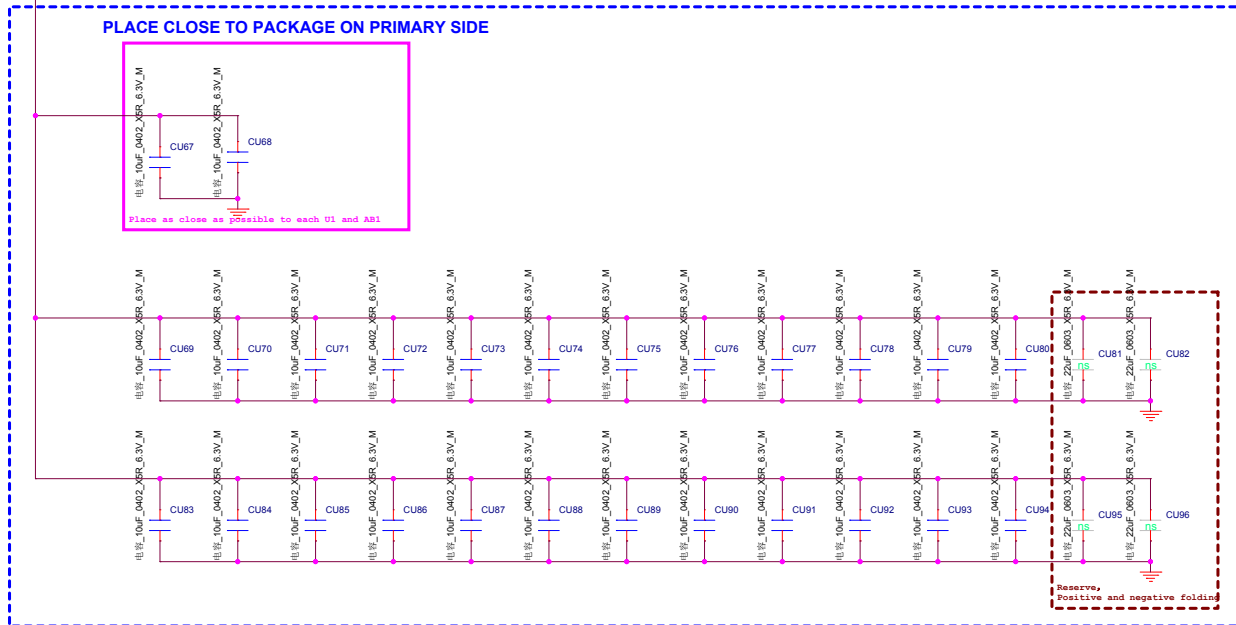 PLACE CLOSE TO PACKAGE ON PRIMARY SIDE
电容_10uF_0402_X5R_6.3V_M
CU67
电容_10uF_0402_X5R_6.3V_M
CU68
Place as close as possible to each U1 and AB1
电容_10uF_0402_X5R_6.3V_M
CU69
电容_10uF_0402_X5R_6.3V_M
CU70
电容_10uF_0402_X5R_6.3V_M
CU71
电容_10uF_0402_X5R_6.3V_M
CU72
电容_10uF_0402_X5R_6.3V_M
CU73
电容_10uF_0402_X5R_6.3V_M
CU74
电容_10uF_0402_X5R_6.3V_M
CU75
电容_10uF_0402_X5R_6.3V_M
CU76
电容_10uF_0402_X5R_6.3V_M
CU77
电容_10uF_0402_X5R_6.3V_M
CU78
电容_10uF_0402_X5R_6.3V_M
CU79
电容_10uF_0402_X5R_6.3V_M
CU80
电容_22uF_0603_X5R_6.3V_M
CU81
ns
电容_22uF_0603_X5R_6.3V_M
CU82
ns
电容_10uF_0402_X5R_6.3V_M
CU83
电容_10uF_0402_X5R_6.3V_M
CU84
电容_10uF_0402_X5R_6.3V_M
CU85
电容_10uF_0402_X5R_6.3V_M
CU86
电容_10uF_0402_X5R_6.3V_M
CU87
电容_10uF_0402_X5R_6.3V_M
CU88
电容_10uF_0402_X5R_6.3V_M
CU89
电容_10uF_0402_X5R_6.3V_M
CU90
电容_10uF_0402_X5R_6.3V_M
CU91
电容_10uF_0402_X5R_6.3V_M
CU92
电容_10uF_0402_X5R_6.3V_M
CU93
电容_10uF_0402_X5R_6.3V_M
CU94
电容_22uF_0603_X5R_6.3V_M
CU95
ns
电容_22uF_0603_X5R_6.3V_M
CU96
ns
Reserve,
Positive and negative folding